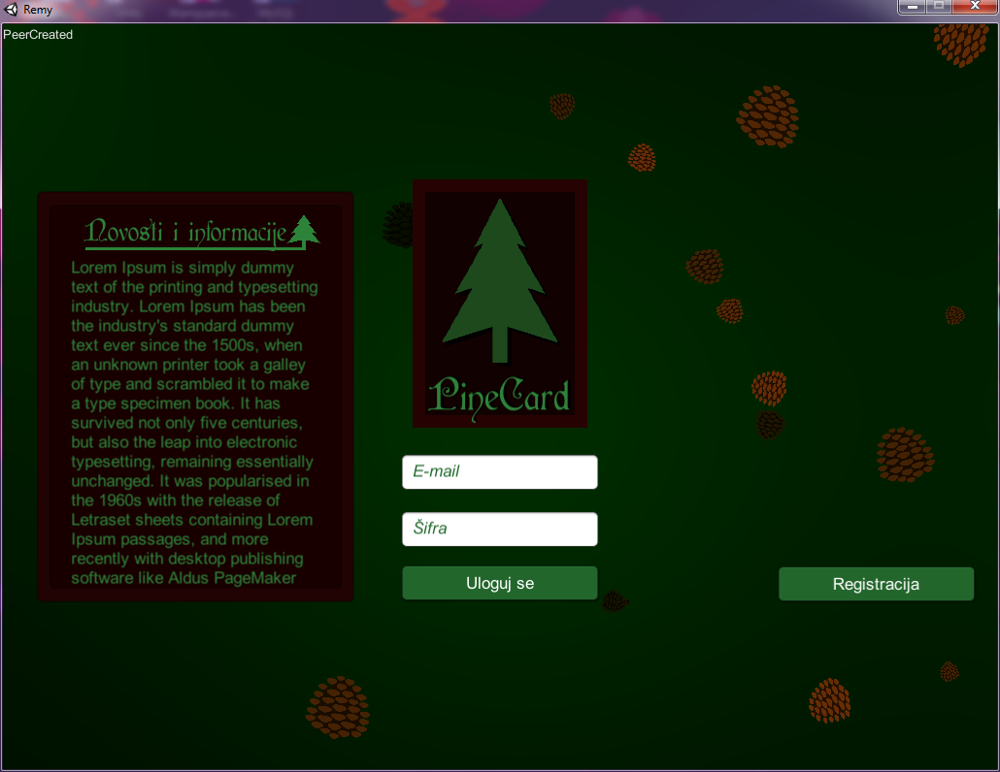 Remy
PeerCreated
Novosti i informacije
Lorem Ipsum is simply dummy
text of the printing and typesetting
industry. Lorem Ipsum has been
the industry's standard dummy
text ever since the 1500s, when
an unknown printer took a galley
of type and scrambled it to make
a type specimen book. It has
survived not only five centuries,
but also the leap into electronic
typesetting, remaining essentially
unchanged. It was popularised in
the 1960s with the release of
Letraset sheets containing Lorem
Ipsum passages, and more
recently with desktop publishing
software like Aldus PageMaker
PineCard
E-mail
Šifra
Uloguj se
Registracija